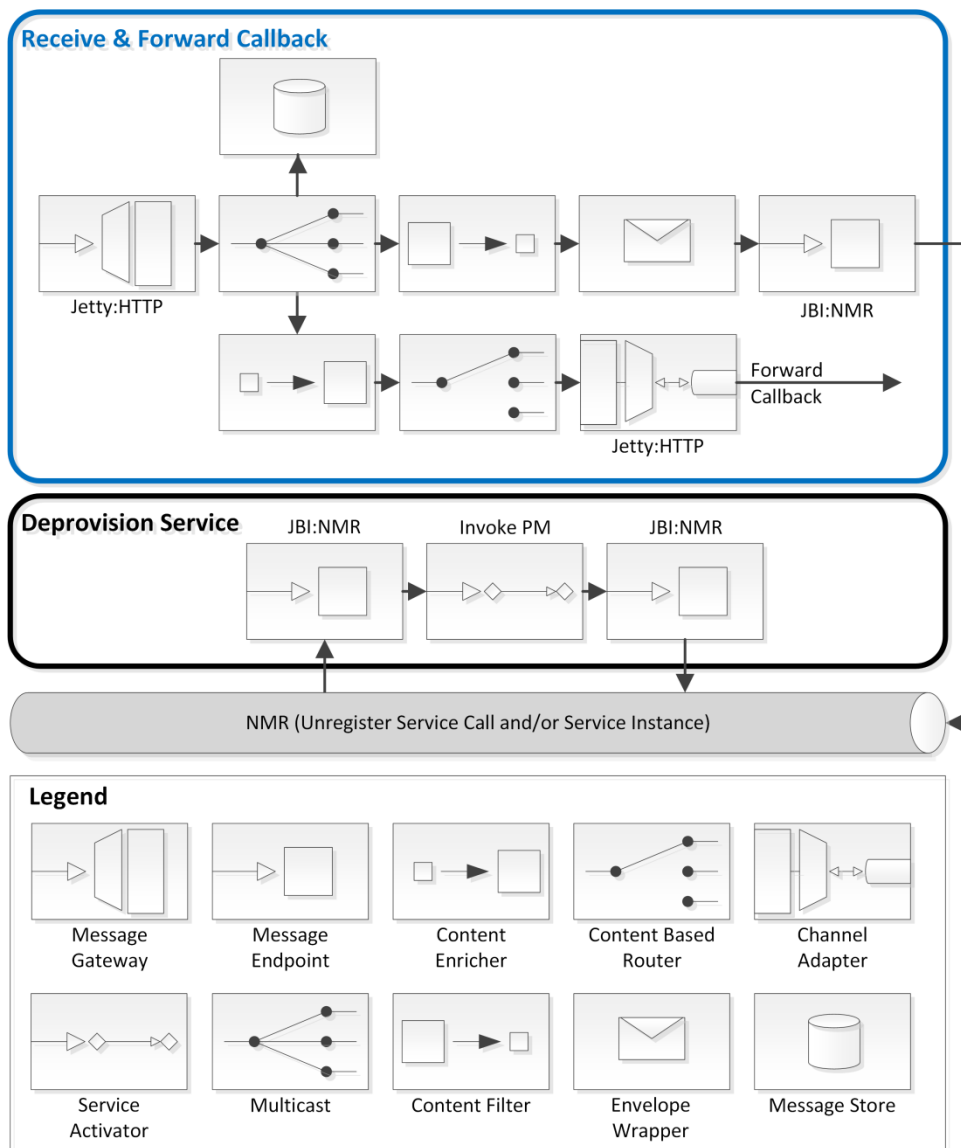 Receive & Forward Callback
Jetty:HTTP
JBI:NMR
Forward
Callback
Jetty:HTTP
Deprovision Service
JBI:NMR
Invoke PM
JBI:NMR
NMR (Unregister Service Call and/or Service Instance)
Legend
Message
Gateway
Message
Endpoint
Content
Enricher
Content Based
Router
Channel
Adapter
Service
Activator
Multicast
Content Filter
Envelope
Wrapper
Message Store